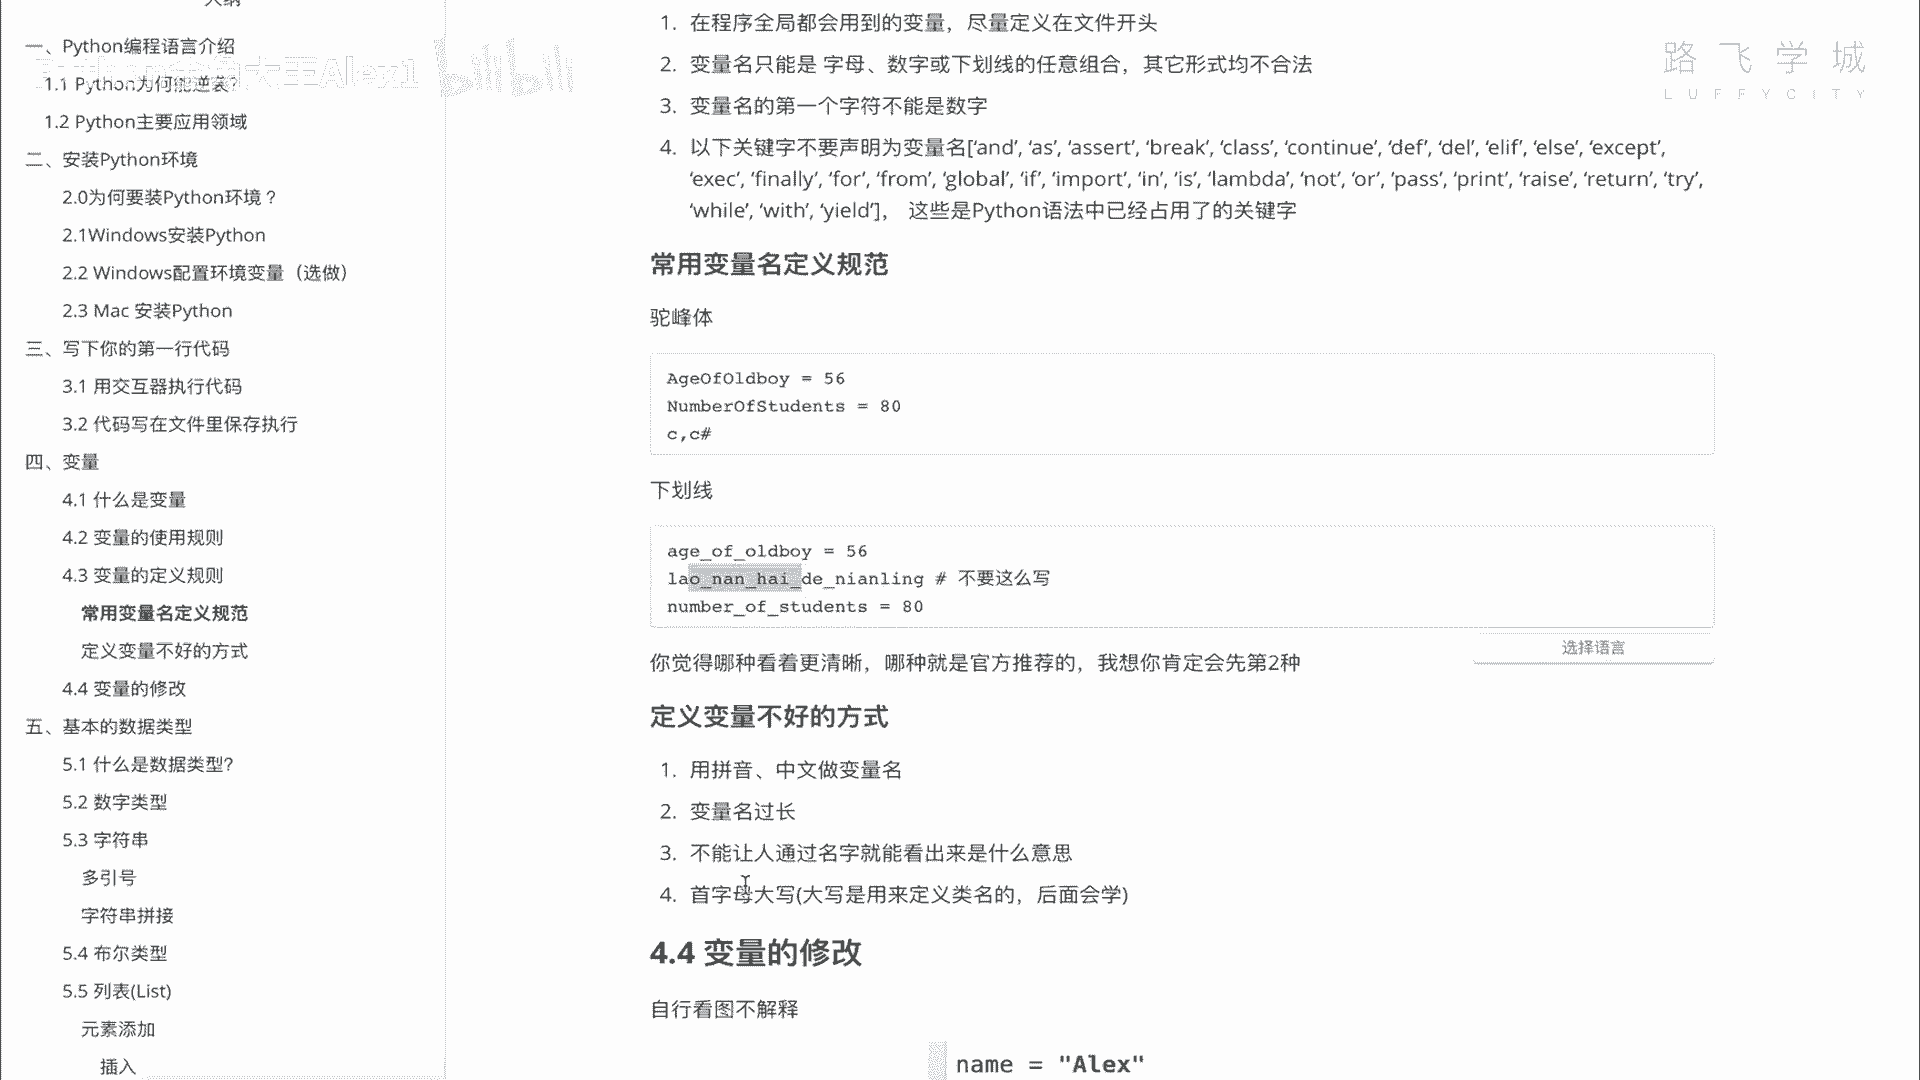 大纲
一、Python编程语言介绍
1.1 Python为何能逆袭?
1.2 Python主要应用领域
二、安装Python环境
2.0为何要装Python环境？
2.1Windows安装Python
2.2 Windows配置环境变量（选做）
2.3 Mac 安装Python
三、写下你的第一行代码
3.1 用交互器执行代码
3.2 代码写在文件里保存执行
四、变量
4.1 什么是变量
4.2 变量的使用规则
4.3 变量的定义规则
常用变量名定义规范
定义变量不好的方式
4.4 变量的修改
五、基本的数据类型
5.1 什么是数据类型?
5.2 数字类型
5.3 字符串
多引号
字符串拼接
5.4 布尔类型
5.5 列表(List)
元素添加
插入
大王Alex1 bilibili
路飞学城
LUFFYCITY
1. 在程序全局都会用到的变量，尽量定义在文件开头
2. 变量名只能是 字母、数字或下划线的任意组合，其它形式均不合法
3. 变量名的第一个字符不能是数字
4. 以下关键字不要声明为变量名[‘and’, ‘as’, ‘assert’, ‘break’, ‘class’, ‘continue’, ‘def’, ‘del’, ‘elif’, ‘else’, ‘except’,
‘exec’, ‘finally’, ‘for’, ‘from’, ‘global’, ‘if’, ‘import’, ‘in’, ‘is’, ‘lambda’, ‘not’, ‘or’, ‘pass’, ‘print’, ‘raise’, ‘return’, ‘try’,
‘while’, ‘with’, ‘yield’]， 这些是Python语法中已经占用了的关键字
常用变量名定义规范
驼峰体
AgeOfOldboy = 56
NumberOfStudents = 80
c,c#
下划线
age_of_oldboy = 56
lao_nan_hai_de_nianling # 不要这么写
number_of_students = 80
选择语言
你觉得哪种看着更清晰，哪种就是官方推荐的，我想你肯定会先第2种
定义变量不好的方式
1. 用拼音、中文做变量名
2. 变量名过长
3. 不能让人通过名字就能看出来是什么意思
4. 首字母大写(大写是用来定义类名的，后面会学)
4.4 变量的修改
自行看图不解释
name = "Alex"